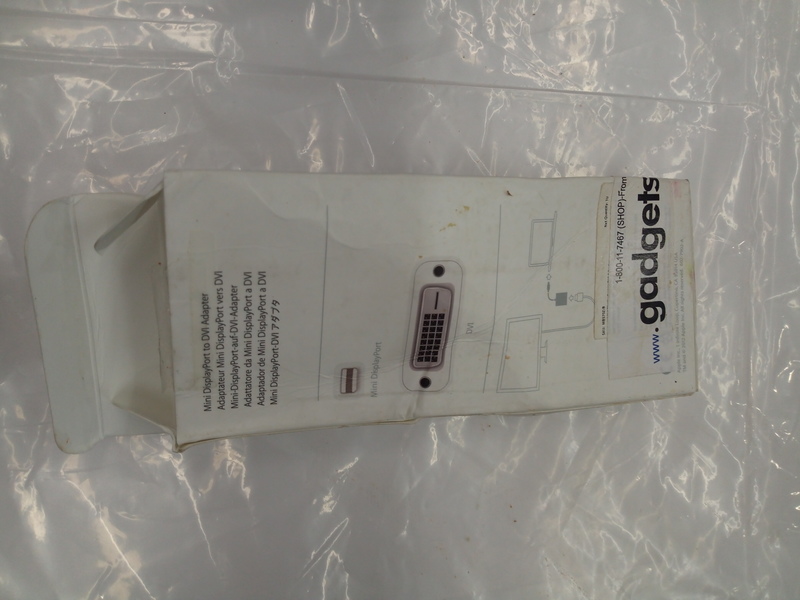 Mini DisplayPort to DVI Adapter
Adaptateur Mini DisplayPort vers DVI
Mini-DisplayPort-auf-DVI-Adapter
Adattatore da Mini DisplayPort a DVI
Adaptador de Mini DisplayPort a DVI
Mini DisplayPort-DVI アダプタ
Mini DisplayPort
DVI
1-800-11-7467 (SHOP)-From
www.gadgets